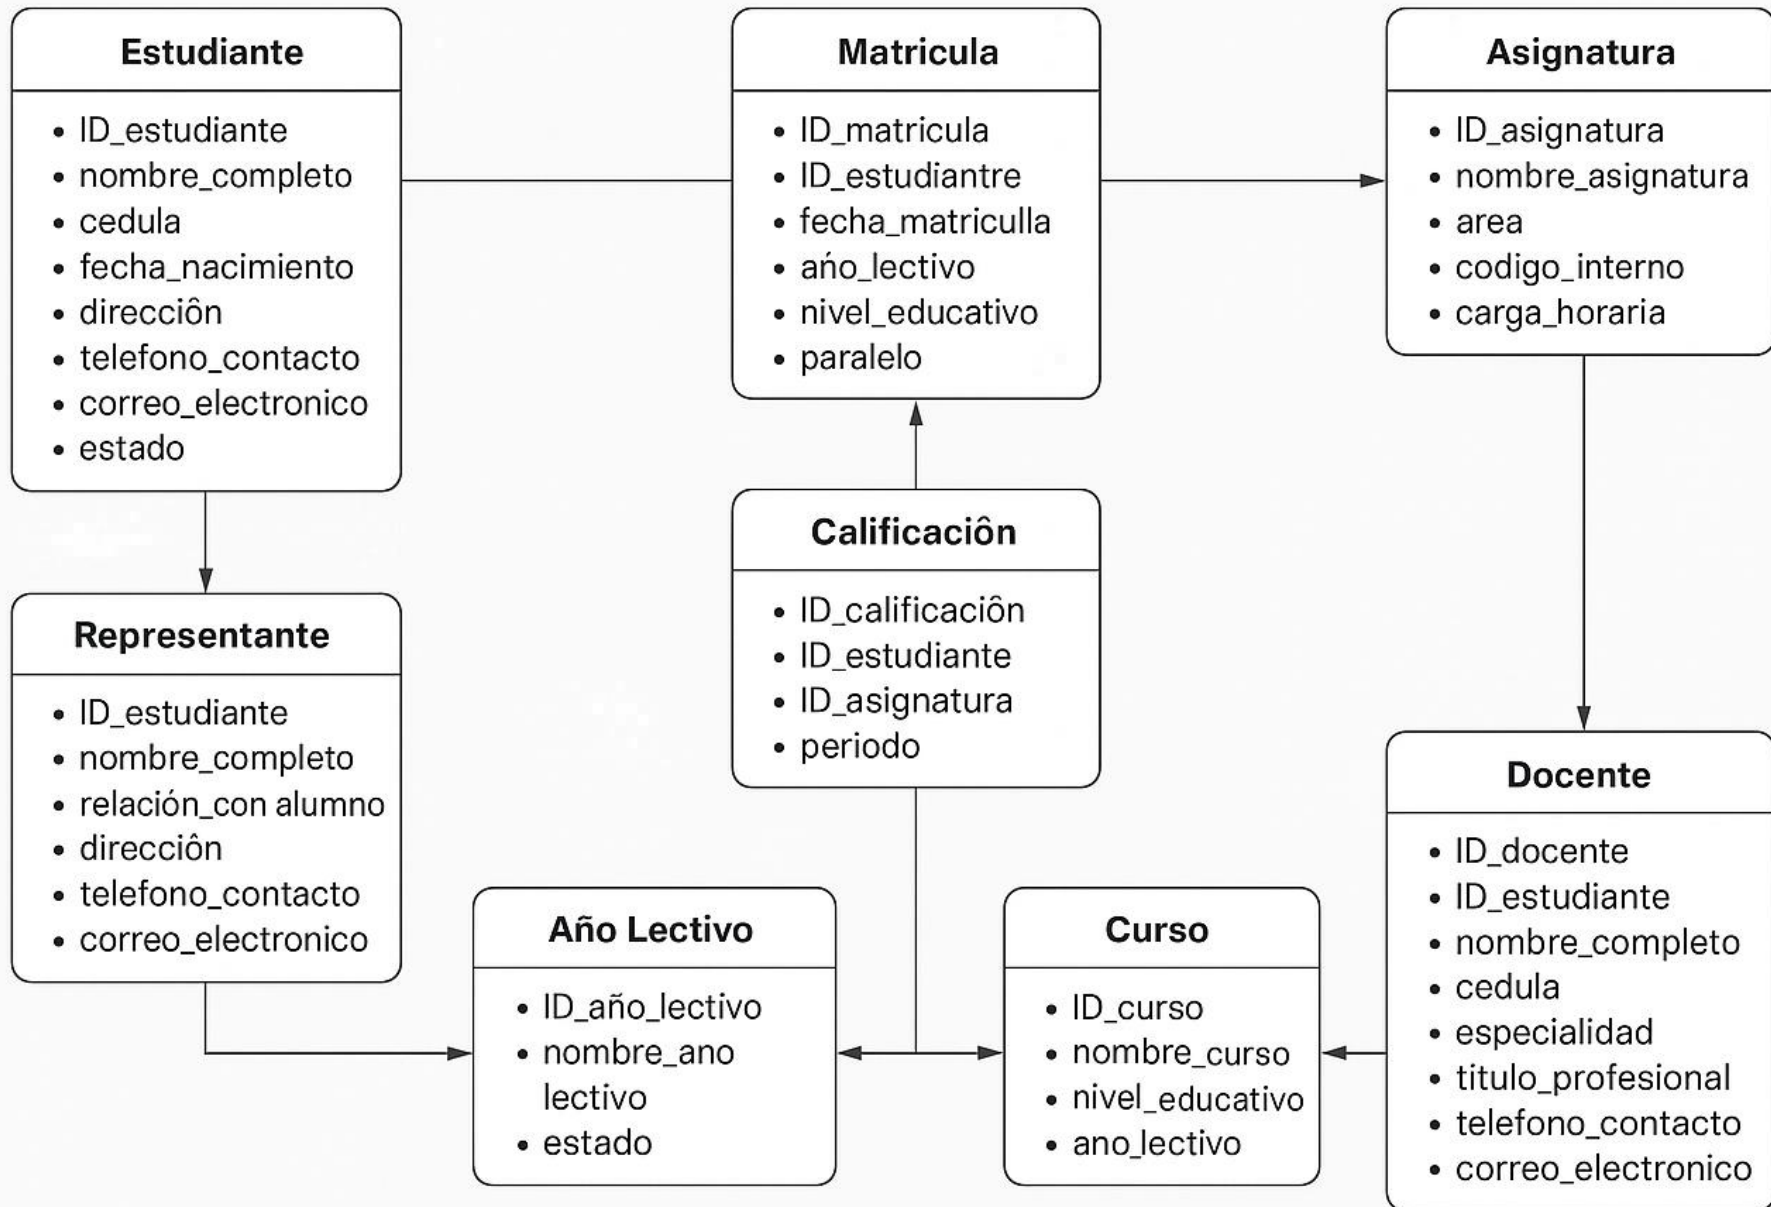 Estudiante
• ID_estudiante
• nombre_completo
• cedula
• fecha_nacimiento
• direcciôn
• telefono_contacto
• correo_electronico
• estado
Matricula
• ID_matricula
• ID_estudiantre
• fecha_matriculla
• ańo_lectivo
• nivel_educativo
• paralelo
Asignatura
• ID_asignatura
• nombre_asignatura
• area
• codigo_interno
• carga_horaria
Calificaciôn
• ID_calificaciôn
• ID_estudiante
• ID_asignatura
• periodo
Representante
• ID_estudiante
• nombre_completo
• relación_con alumno
• direcciôn
• telefono_contacto
• correo_electronico
Año Lectivo
• ID_año_lectivo
• nombre_ano
lectivo
• estado
Curso
• ID_curso
• nombre_curso
• nivel_educativo
• ano_lectivo
Docente
• ID_docente
• ID_estudiante
• nombre_completo
• cedula
• especialidad
• titulo_profesional
• telefono_contacto
• correo_electronico